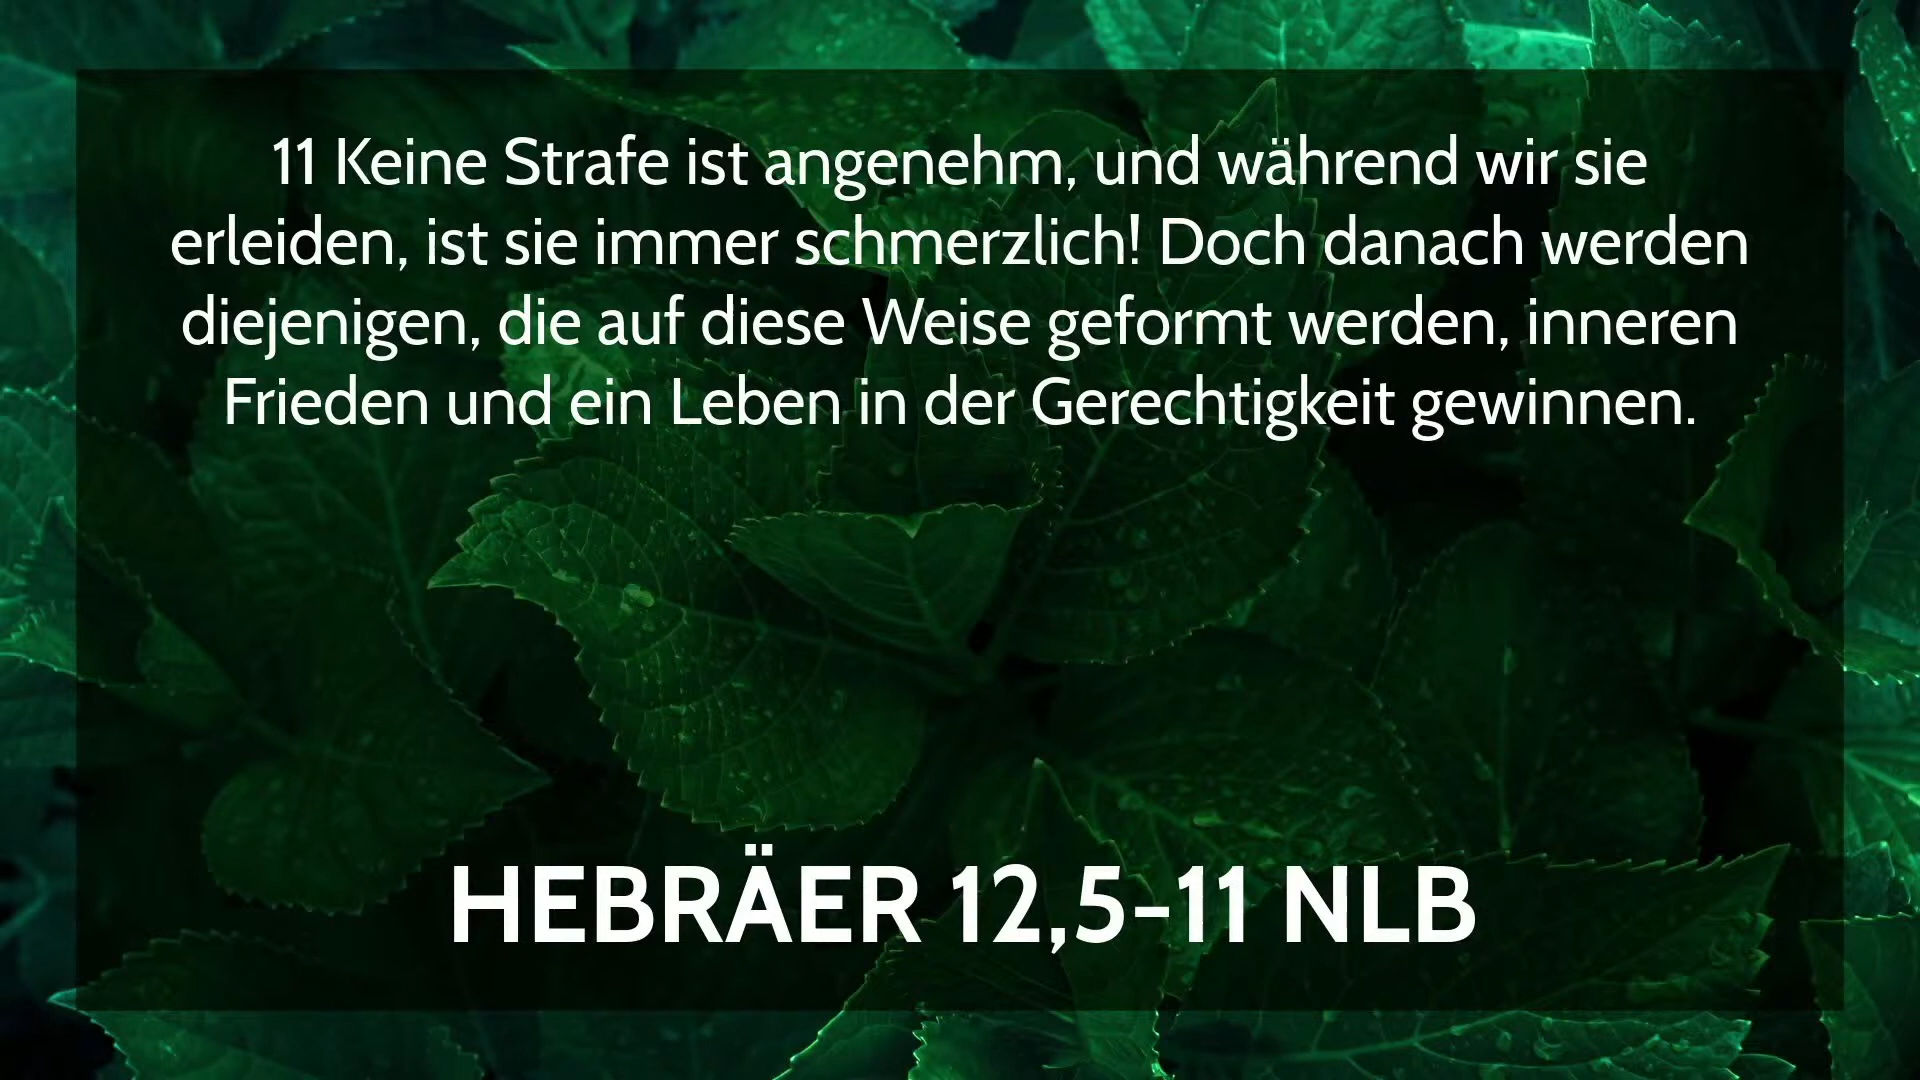 11 Keine Strafe ist angenehm, und während wir sie
erleiden, ist sie immer schmerzlich! Doch danach werden
diejenigen, die auf diese Weise geformt werden, inneren
Frieden und ein Leben in der Gerechtigkeit gewinnen.
HEBRÄER 12,5-11 NLB